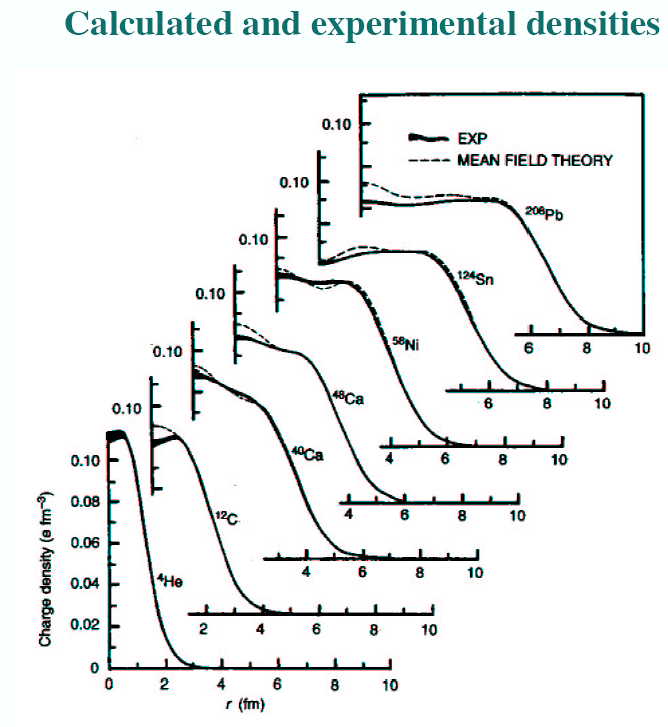 Calculated and experimental densities
0.10
EXP
MEAN FIELD THEORY
0.10
²⁰⁸Pb
0.10
¹²⁴Sn
0.10
6 8 10
⁵⁸Ni
0.10
⁴⁸Ca
6 8 10
0.10
⁴⁰Ca
4 6 8 10
0.10
¹²C
4 6 8 10
0.08
0.06
4 6 8 10
⁴He
0.04
0.02
2 4 6 8 10
0
0 2 4 6 8 10
r (fm)
Charge density (e fm⁻³)